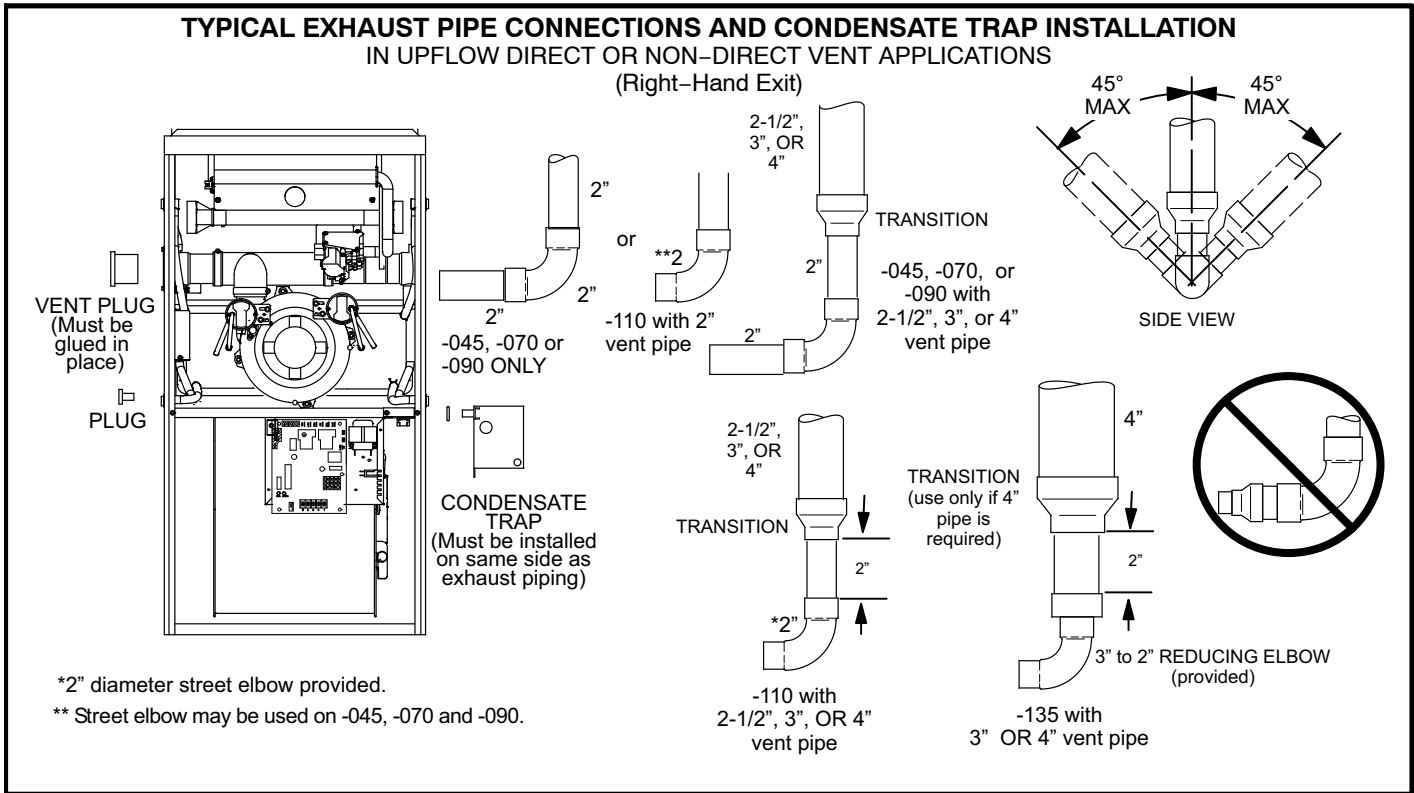 TYPICAL EXHAUST PIPE CONNECTIONS AND CONDENSATE TRAP INSTALLATION
IN UPFLOW DIRECT OR NON−DIRECT VENT APPLICATIONS
(Right−Hand Exit)
VENT PLUG
(Must be
glued in
place)
PLUG
2”
2”
2”
-045, -070 or
-090 ONLY
or
**2
-110 with 2”
vent pipe
2-1/2”,
3”, OR
4”
TRANSITION
2”
2”
-045, -070, or
-090 with
2-1/2”, 3”, or 4”
vent pipe
45°
MAX
45°
MAX
SIDE VIEW
CONDENSATE
TRAP
(Must be installed
on same side as
exhaust piping)
2-1/2”,
3”, OR
4”
TRANSITION
2”
*2”
-110 with
2-1/2”, 3”, OR 4”
vent pipe
4”
TRANSITION
(use only if 4”
pipe is
required)
2”
3” to 2” REDUCING ELBOW
(provided)
-135 with
3” OR 4” vent pipe
*2” diameter street elbow provided.
** Street elbow may be used on -045, -070 and -090.